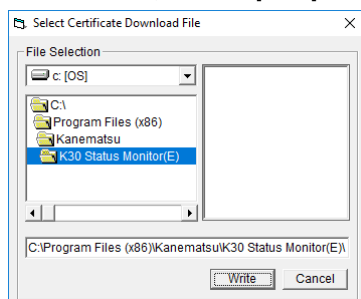 Select Certificate Download File
File Selection
c: [OS]
C:\
Program Files (x86)
Kanematsu
K30 Status Monitor(E)
C:\Program Files (x86)\Kanematsu\K30 Status Monitor(E)\
Write Cancel